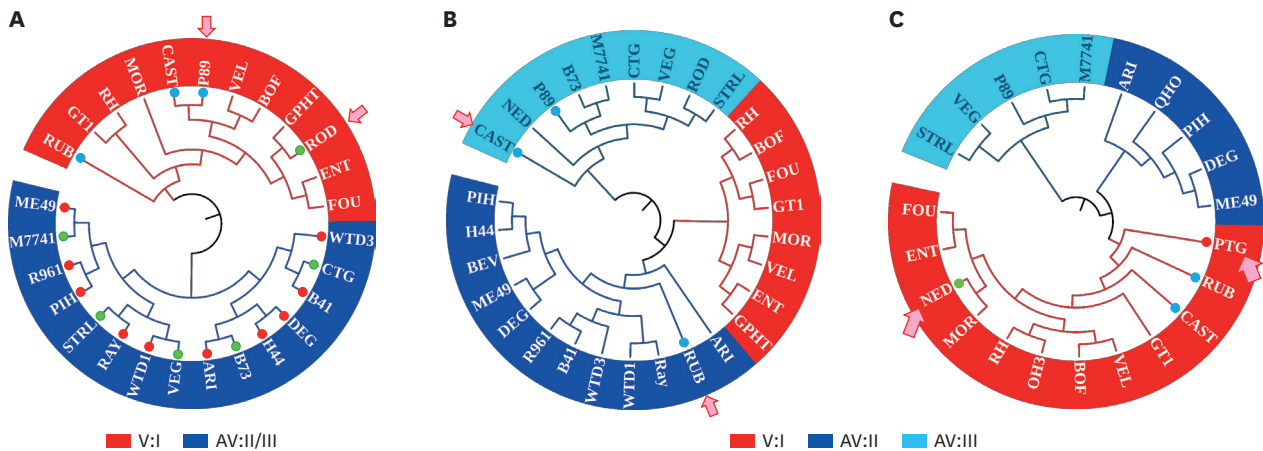 A
RUB
GT1
RH
MOR
CAST
P89
VEL
BOF
GPHT
ROD
ENT
FOU
WTD3
CTG
B41
DEG
H44
B73
ARI
VEG
WTD1
RAY
STRL
PIH
R961
M7741
ME49
V:I
AV:II/III
B
CAST
NED
P89
B73
M7741
CTG
VEG
ROD
STRL
RH
BOF
FOU
GT1
MOR
VEL
ENT
GPHT
ARI
RUB
Ray
WTD1
WTD3
B41
R961
DEG
ME49
BEV
H44
PIH
C
STRL
VEG
P89
CTG
M7741
ARI
QHO
PIH
DEG
ME49
PTG
RUB
CAST
GT1
VEL
BOF
OH3
RH
MOR
NED
ENT
FOU
V:I
AV:II
AV:III